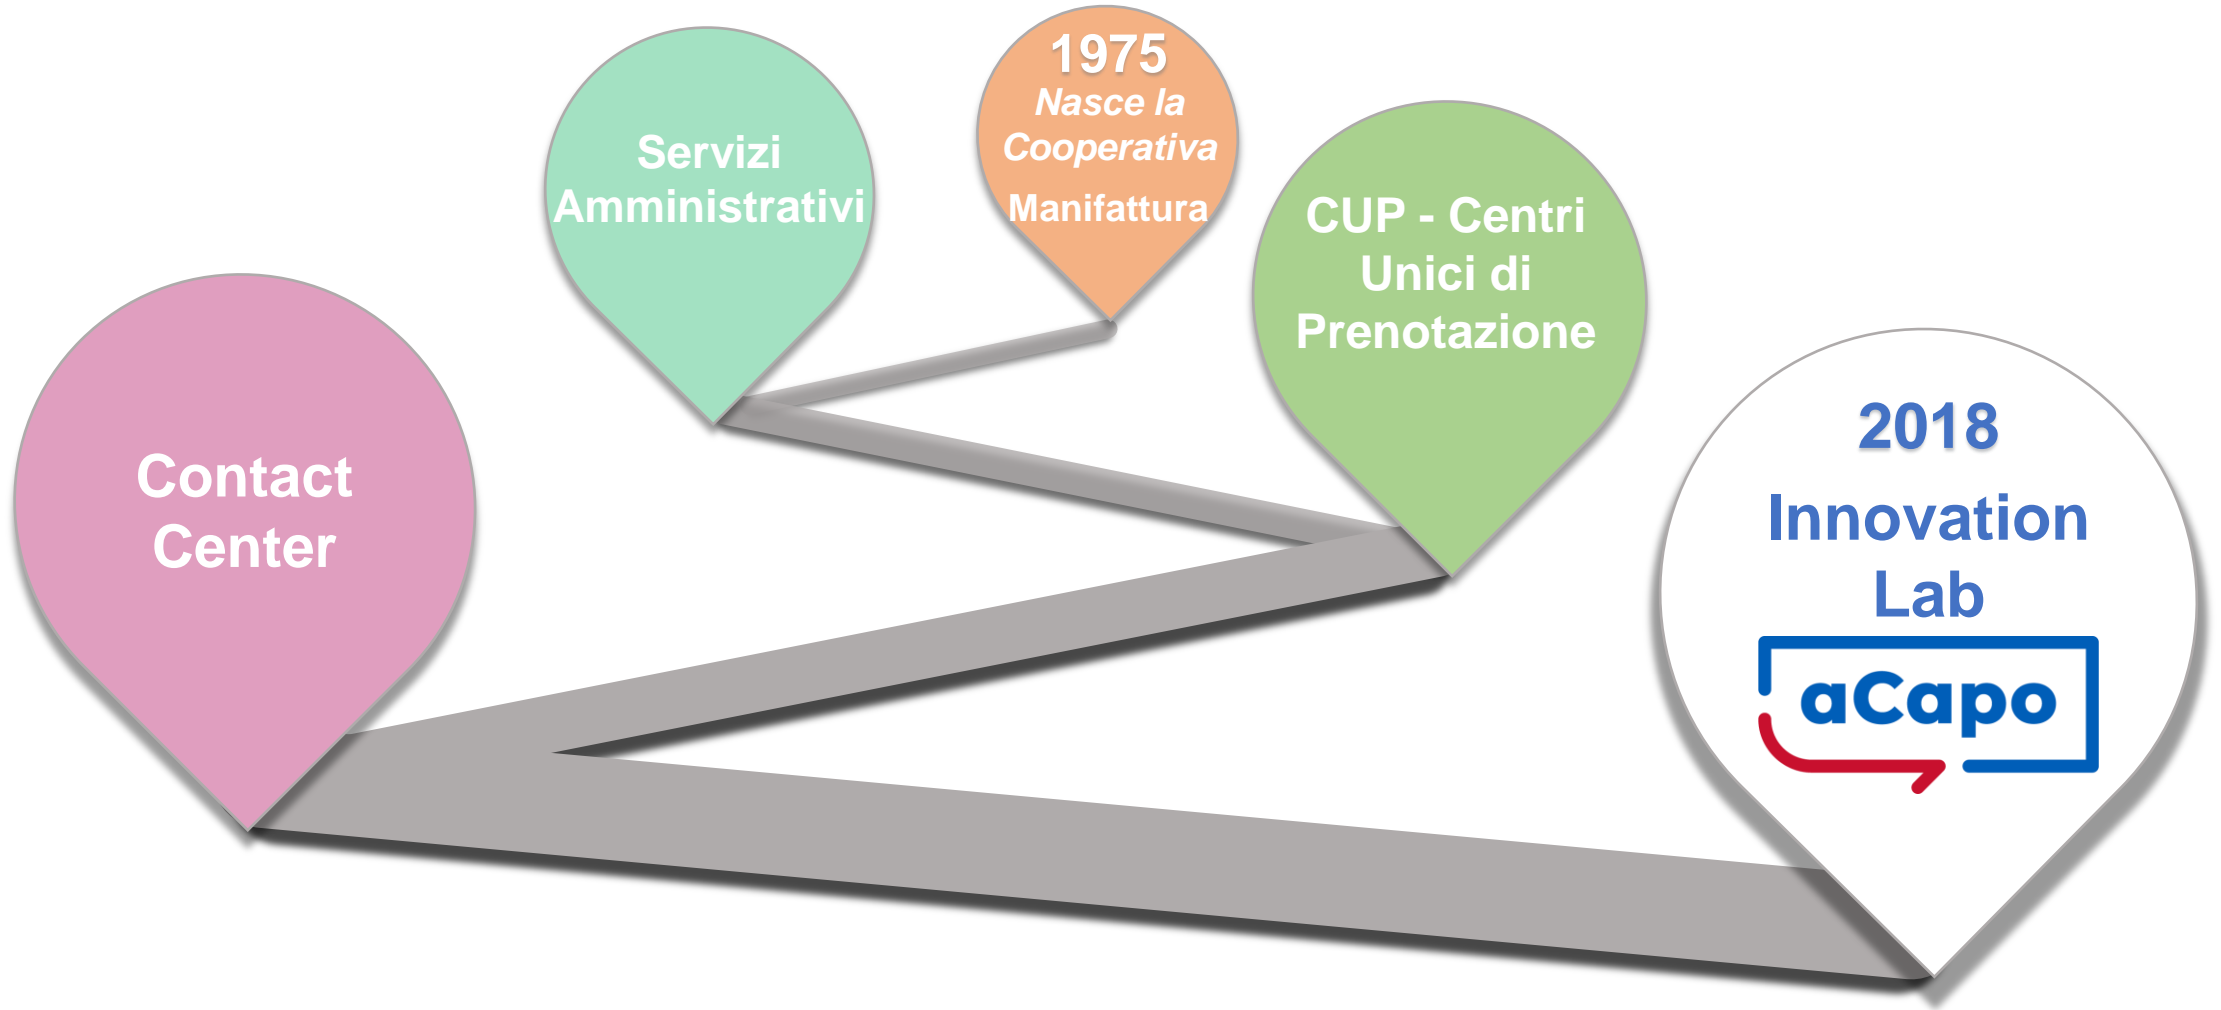 1975
Nasce la
Cooperativa
Manifattura
Servizi
Amministrativi
CUP - Centri
Unici di
Prenotazione
Contact
Center
2018
Innovation
Lab
aCapo